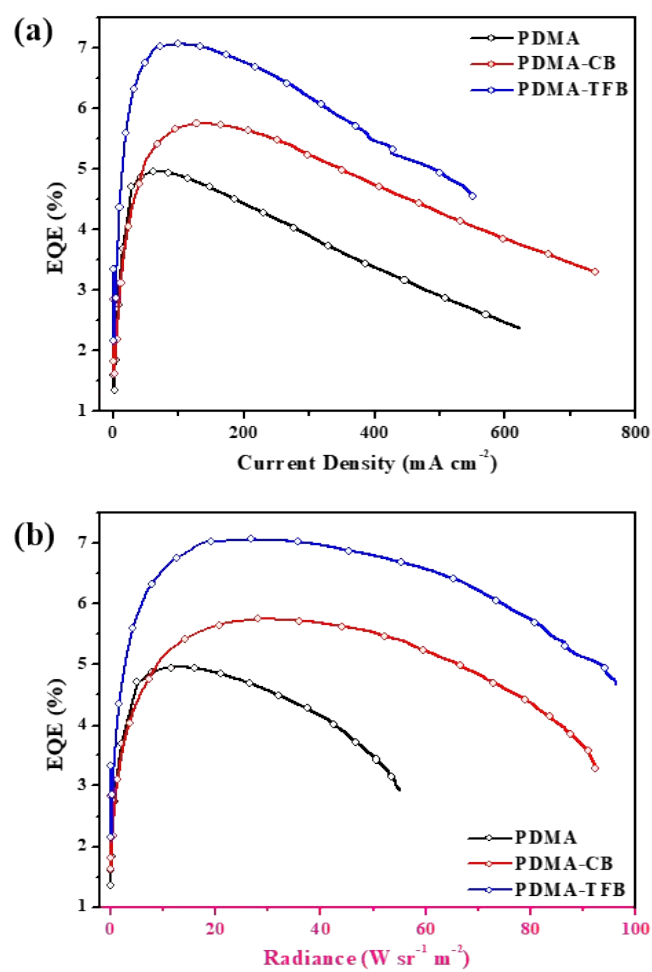 (a)
7
6
5
4
3
2
1
EQE (%)
PDMA
PDMA-CB
PDMA-TFB
0 200 400 600 800
Current Density (mA cm⁻²)
(b)
7
6
5
4
3
2
1
EQE (%)
PDMA
PDMA-CB
PDMA-TFB
0 20 40 60 80 100
Radiance (W sr⁻¹ m⁻²)